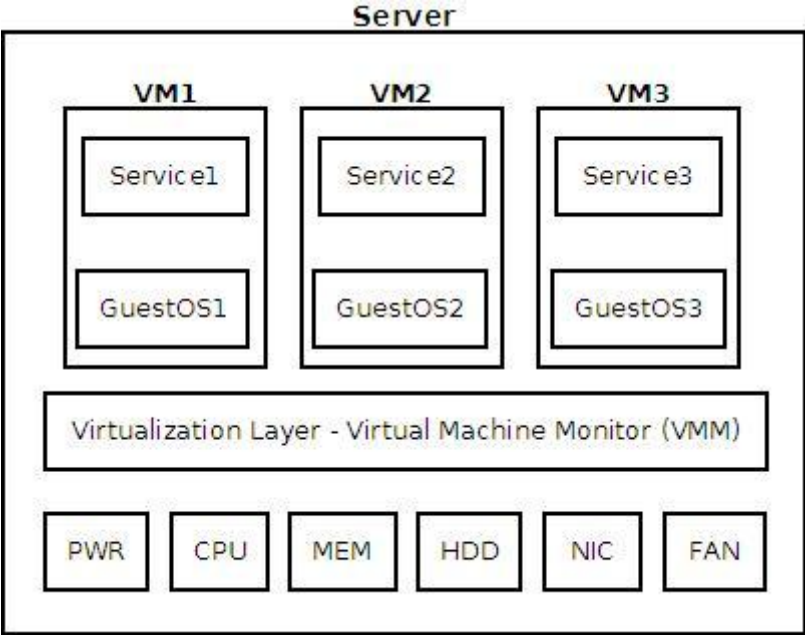 Server
VM1 VM2 VM3
Service1 Service2 Service3
GuestOS1 GuestOS2 GuestOS3
Virtualization Layer - Virtual Machine Monitor (VMM)
PWR CPU MEM HDD NIC FAN